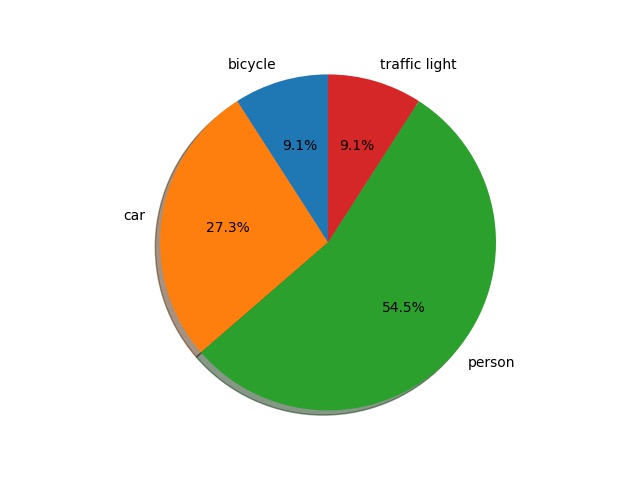 bicycle
traffic light
9.1%
9.1%
car
27.3%
54.5%
person